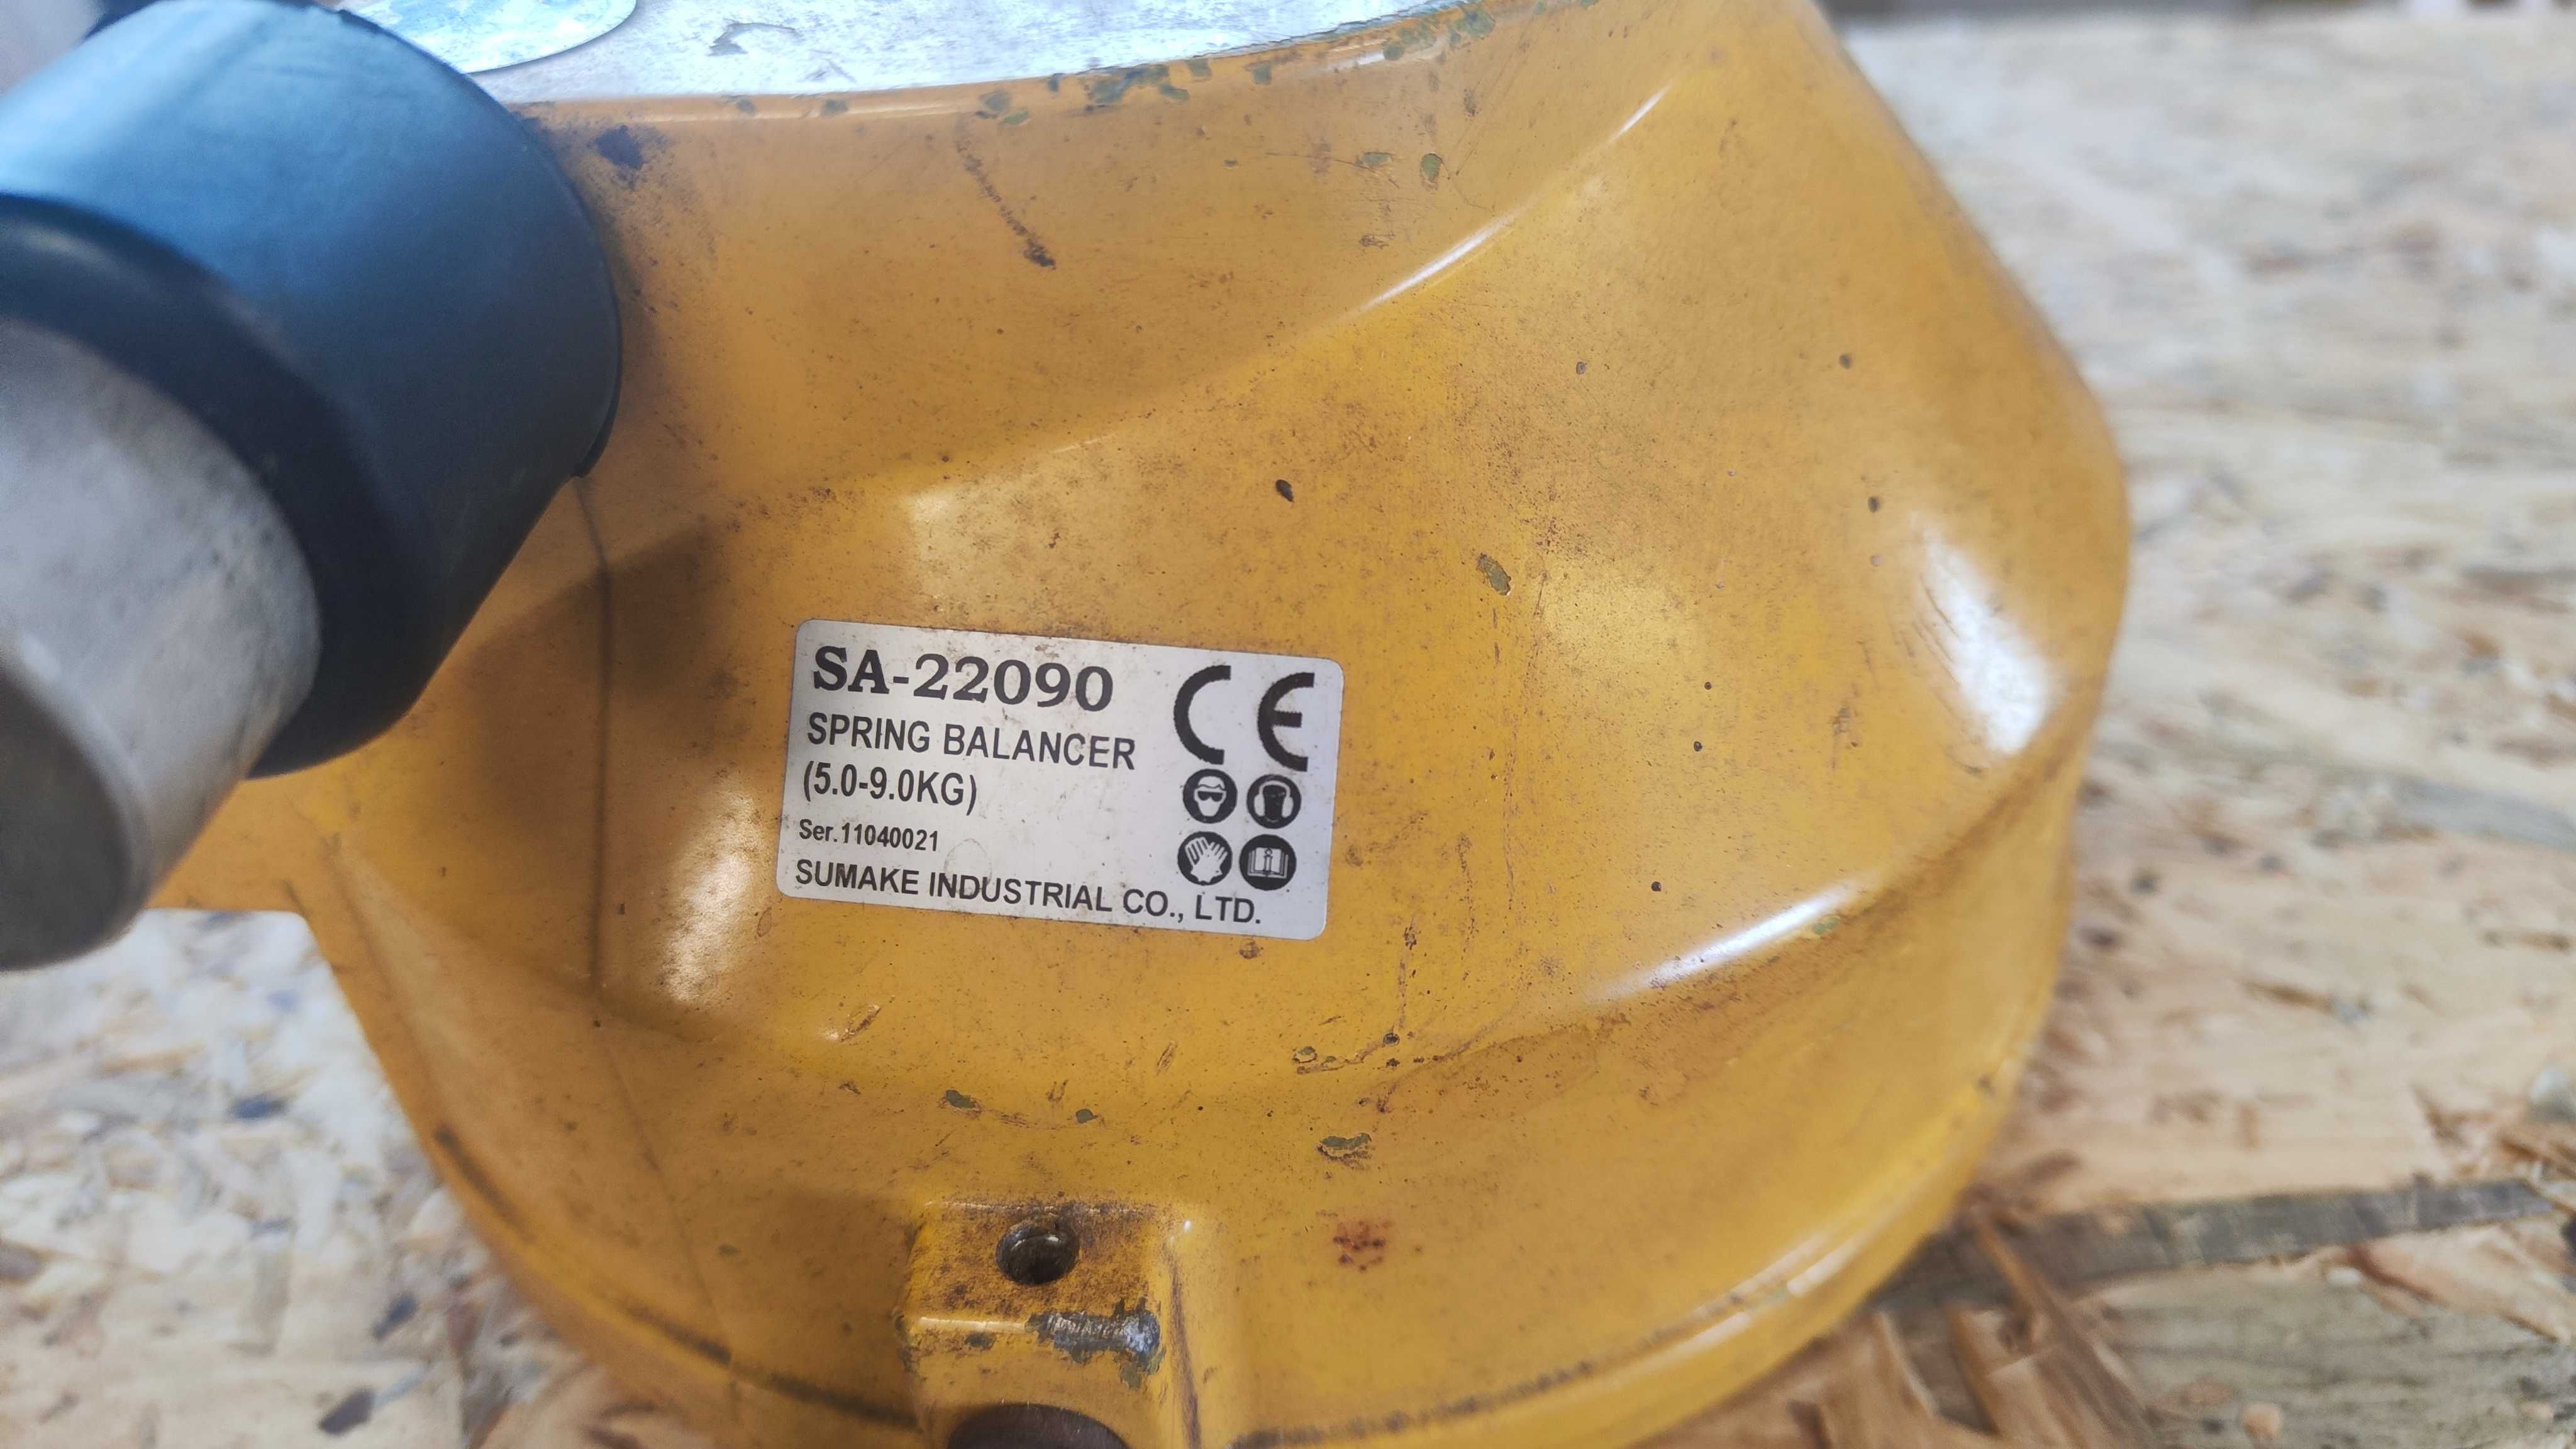 SA-22090
SPRING BALANCER
(5.0-9.0KG)
Ser.11040021
SUMAKE INDUSTRIAL CO., LTD.
CE